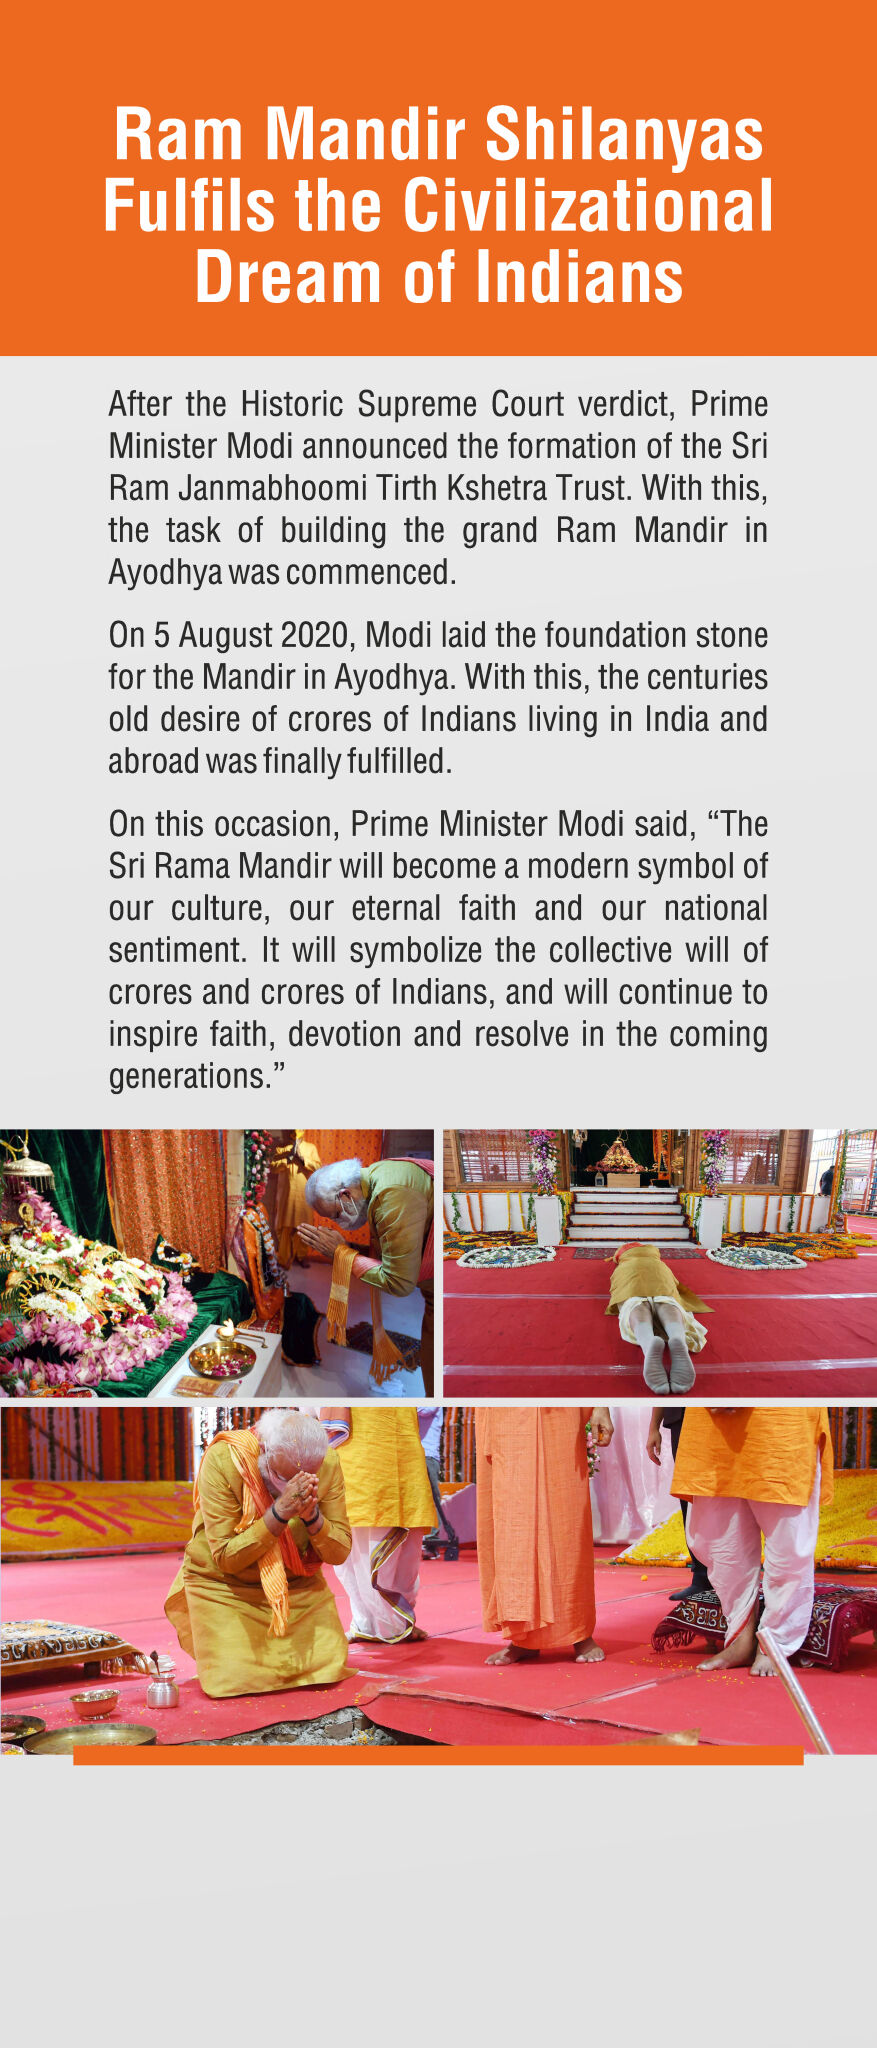 Ram Mandir Shilanyas
Fulfils the Civilizational
Dream of Indians
After the Historic Supreme Court verdict, Prime
Minister Modi announced the formation of the Sri
Ram Janmabhoomi Tirth Kshetra Trust. With this,
the task of building the grand Ram Mandir in
Ayodhya was commenced.
On 5 August 2020, Modi laid the foundation stone
for the Mandir in Ayodhya. With this, the centuries
old desire of crores of Indians living in India and
abroad was finally fulfilled.
On this occasion, Prime Minister Modi said, “The
Sri Rama Mandir will become a modern symbol of
our culture, our eternal faith and our national
sentiment. It will symbolize the collective will of
crores and crores of Indians, and will continue to
inspire faith, devotion and resolve in the coming
generations.”